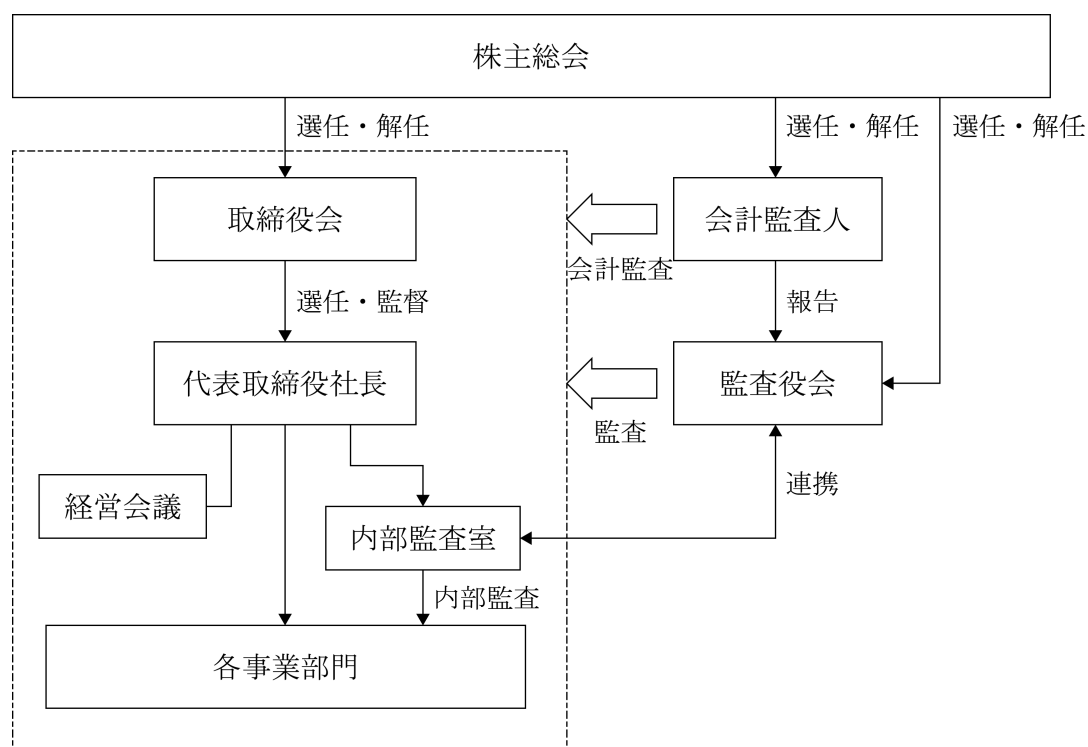 株主総会
選任・解任
選任・解任
選任・解任
取締役会
会計監査人
会計監査
選任・監督
報告
代表取締役社長
監査役会
監査
経営会議
連携
内部監査室
内部監査
各事業部門